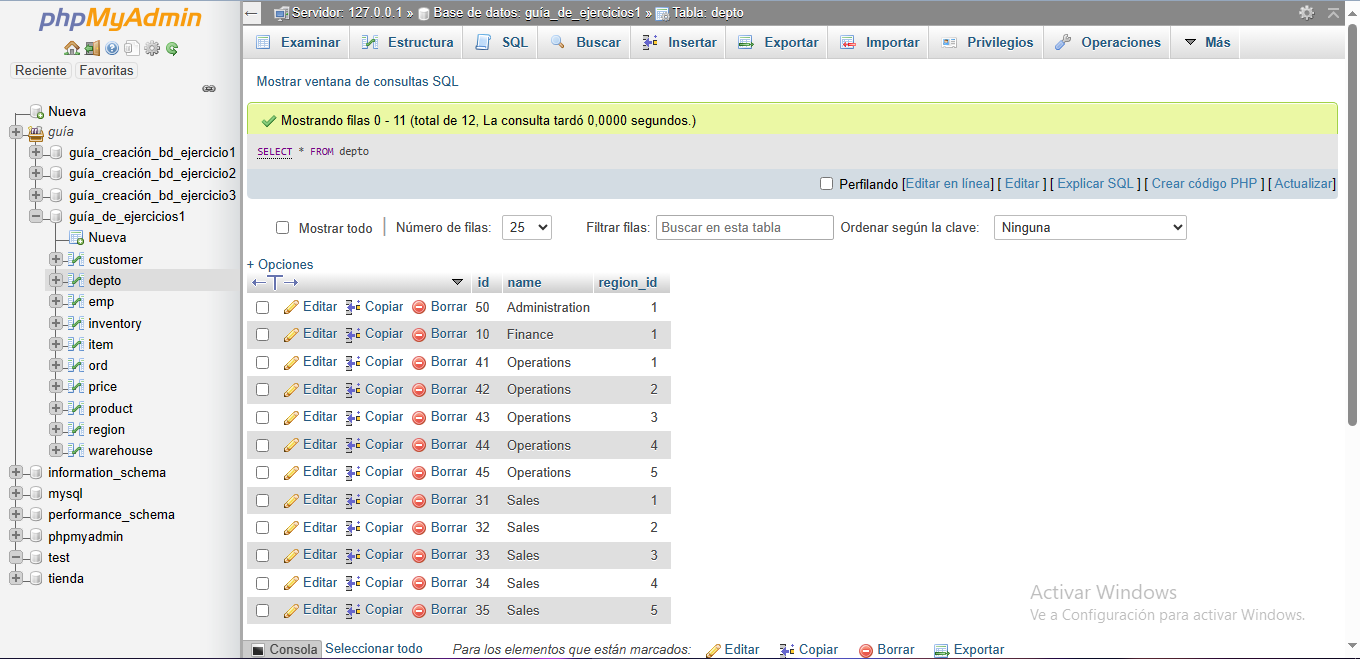 phpMyAdmin
Reciente Favoritas
Nueva
guía
guía_creación_bd_ejercicio1
guía_creación_bd_ejercicio2
guía_creación_bd_ejercicio3
guía_de_ejercicios1
Nueva
customer
depto
emp
inventory
item
ord
price
product
region
warehouse
information_schema
mysql
performance_schema
phpmyadmin
test
tienda
Servidor: 127.0.0.1 » Base de datos: guía_de_ejercicios1 » Tabla: depto
Examinar Estructura SQL Buscar Insertar Exportar Importar Privilegios Operaciones Más
Mostrar ventana de consultas SQL
Mostrando filas 0 - 11 (total de 12, La consulta tardó 0,0000 segundos.)
SELECT * FROM depto
Perfilando [Editar en línea] [ Editar ] [ Explicar SQL ] [ Crear código PHP ] [ Actualizar]
Mostrar todo Número de filas: 25 Filtrar filas: Buscar en esta tabla Ordenar según la clave: Ninguna
+ Opciones
←T→ id name region_id
Editar Copiar Borrar 50 Administration 1
Editar Copiar Borrar 10 Finance 1
Editar Copiar Borrar 41 Operations 1
Editar Copiar Borrar 42 Operations 2
Editar Copiar Borrar 43 Operations 3
Editar Copiar Borrar 44 Operations 4
Editar Copiar Borrar 45 Operations 5
Editar Copiar Borrar 31 Sales 1
Editar Copiar Borrar 32 Sales 2
Editar Copiar Borrar 33 Sales 3
Editar Copiar Borrar 34 Sales 4
Editar Copiar Borrar 35 Sales 5
Activar Windows
Ve a Configuración para activar Windows.
Consola Seleccionar todo Para los elementos que están marcados: Editar Copiar Borrar Exportar